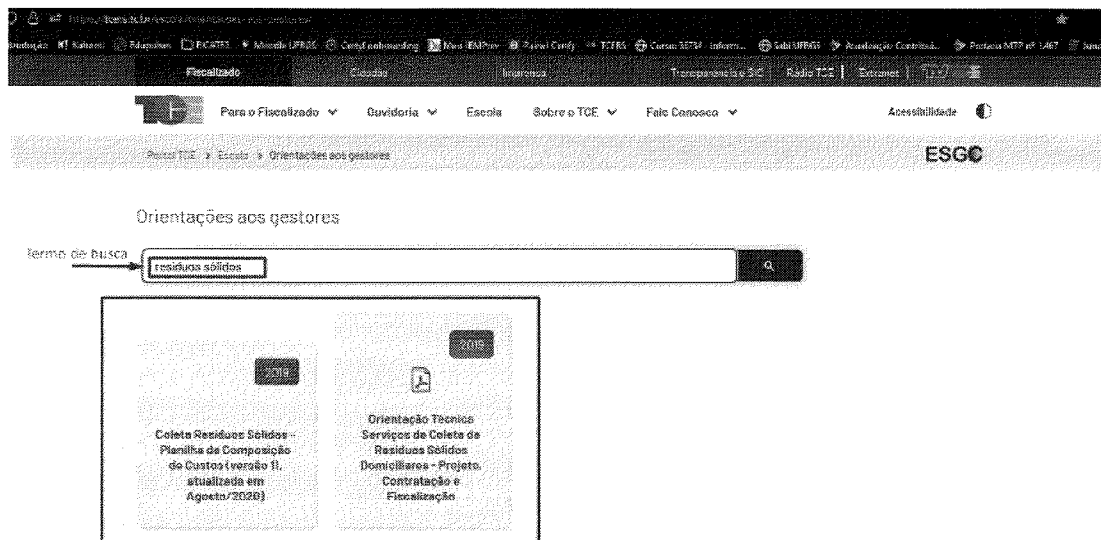 Fiscalizado Cidadão Imprensa Transparência e SIC Rádio TCE | Extranet |
TCE Para o Fiscalizado Ouvidoria Escola Sobre o TCE Fale Conosco Acessibilidade
Portal TCE > Escola > Orientações aos gestores ESGC
Orientações aos gestores
Termo de busca
resíduos sólidos
2019
Coleta Resíduos Sólidos -
Planilha de Composição
de Custos (versão 1),
atualizada em
Agosto/2020)
2019
Orientação Técnica
Serviços de Coleta de
Resíduos Sólidos
Domiciliares - Projeto,
Contratação e
Fiscalização